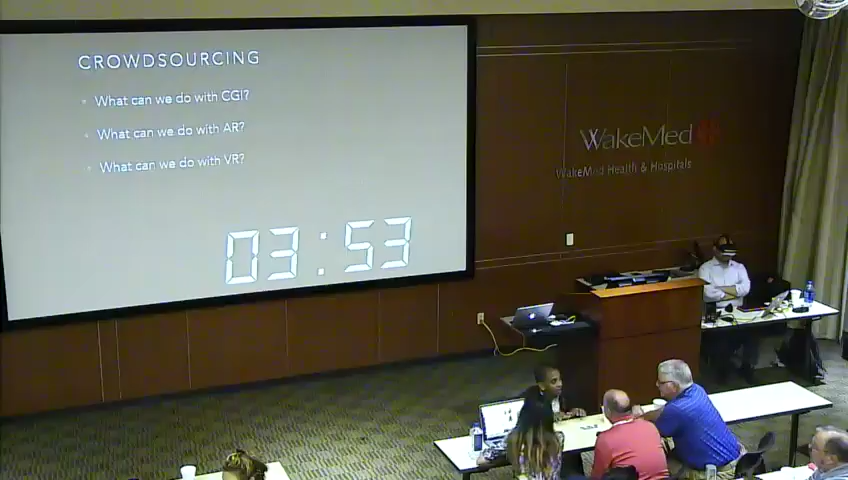 CROWDSOURCING
What can we do with CGI?
What can we do with AR?
What can we do with VR?
03:53
WakeMed
WakeMed Health & Hospitals